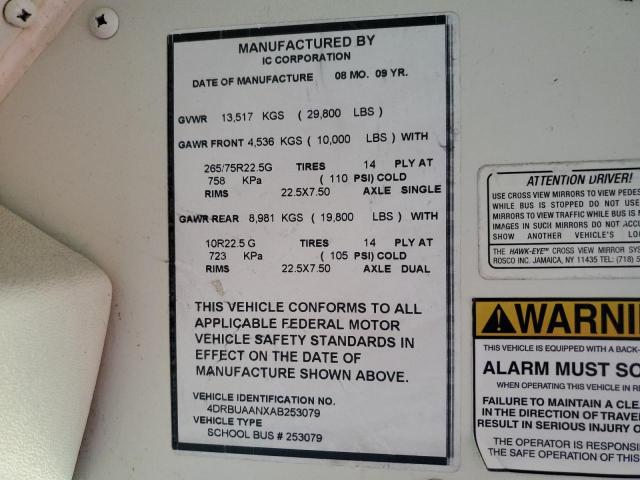 MANUFACTURED BY
IC CORPORATION
DATE OF MANUFACTURE 08 MO. 09 YR.
GVWR 13,517 KGS ( 29,800 LBS )
GAWR FRONT 4,536 KGS ( 10,000 LBS ) WITH
265/75R22.5G TIRES 14 PLY AT
758 KPa ( 110 PSI) COLD
RIMS 22.5X7.50 AXLE SINGLE
GAWR REAR 8,981 KGS ( 19,800 LBS ) WITH
10R22.5 G TIRES 14 PLY AT
723 KPa ( 105 PSI) COLD
RIMS 22.5X7.50 AXLE DUAL
THIS VEHICLE CONFORMS TO ALL
APPLICABLE FEDERAL MOTOR
VEHICLE SAFETY STANDARDS IN
EFFECT ON THE DATE OF
MANUFACTURE SHOWN ABOVE.
VEHICLE IDENTIFICATION NO.
4DRBUAANXAB253079
VEHICLE TYPE
SCHOOL BUS # 253079
ATTENTION DRIVER!
USE CROSS VIEW MIRRORS TO VIEW PEDES
WHILE BUS IS STOPPED DO NOT USE
MIRRORS TO VIEW TRAFFIC WHILE BUS IS
IMAGES IN SUCH MIRRORS DO NOT ACC
SHOW ANOTHER VEHICLE'S LO
THE HAWK-EYE CROSS VIEW MIRROR SYS
ROSCO INC. JAMAICA, NY 11435 TEL: (718) 5
WARNI
THIS VEHICLE IS EQUIPPED WITH A BACK-
ALARM MUST SO
WHEN OPERATING THIS VEHICLE IN RE
FAILURE TO MAINTAIN A CLEA
IN THE DIRECTION OF TRAVE
RESULT IN SERIOUS INJURY O
THE OPERATOR IS RESPONSI
THE SAFE OPERATION OF THIS